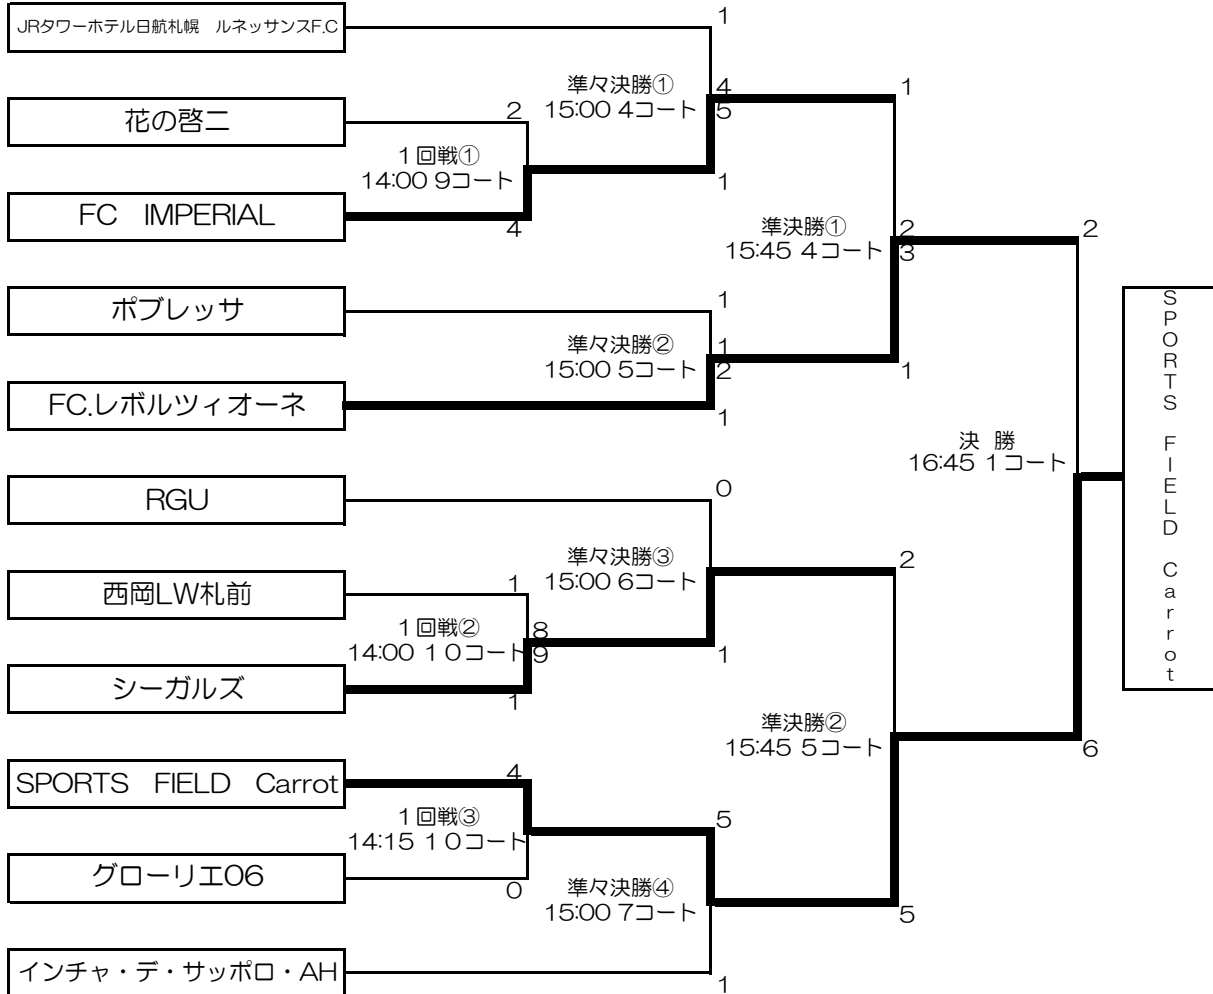 JRタワーホテル日航札幌　ルネッサンスF.C
1
準々決勝①
15:00 4コート
4
5
1
花の啓二
2
1回戦①
14:00 9コート
FC　IMPERIAL
4
1
準決勝①
15:45 4コート
2
3
2
ポブレッサ
1
準々決勝②
15:00 5コート
1
2
1
FC.レボルツィオーネ
1
決 勝
16:45 1コート
SPORTS FIELD Carrot
RGU
0
準々決勝③
15:00 6コート
2
西岡LW札前
1
1回戦②
14:00 10コート
8
9
1
シーガルズ
1
準決勝②
15:45 5コート
6
SPORTS　FIELD　Carrot
4
1回戦③
14:15 10コート
5
グローリエ06
0
準々決勝④
15:00 7コート
5
インチャ・デ・サッポロ・AH
1